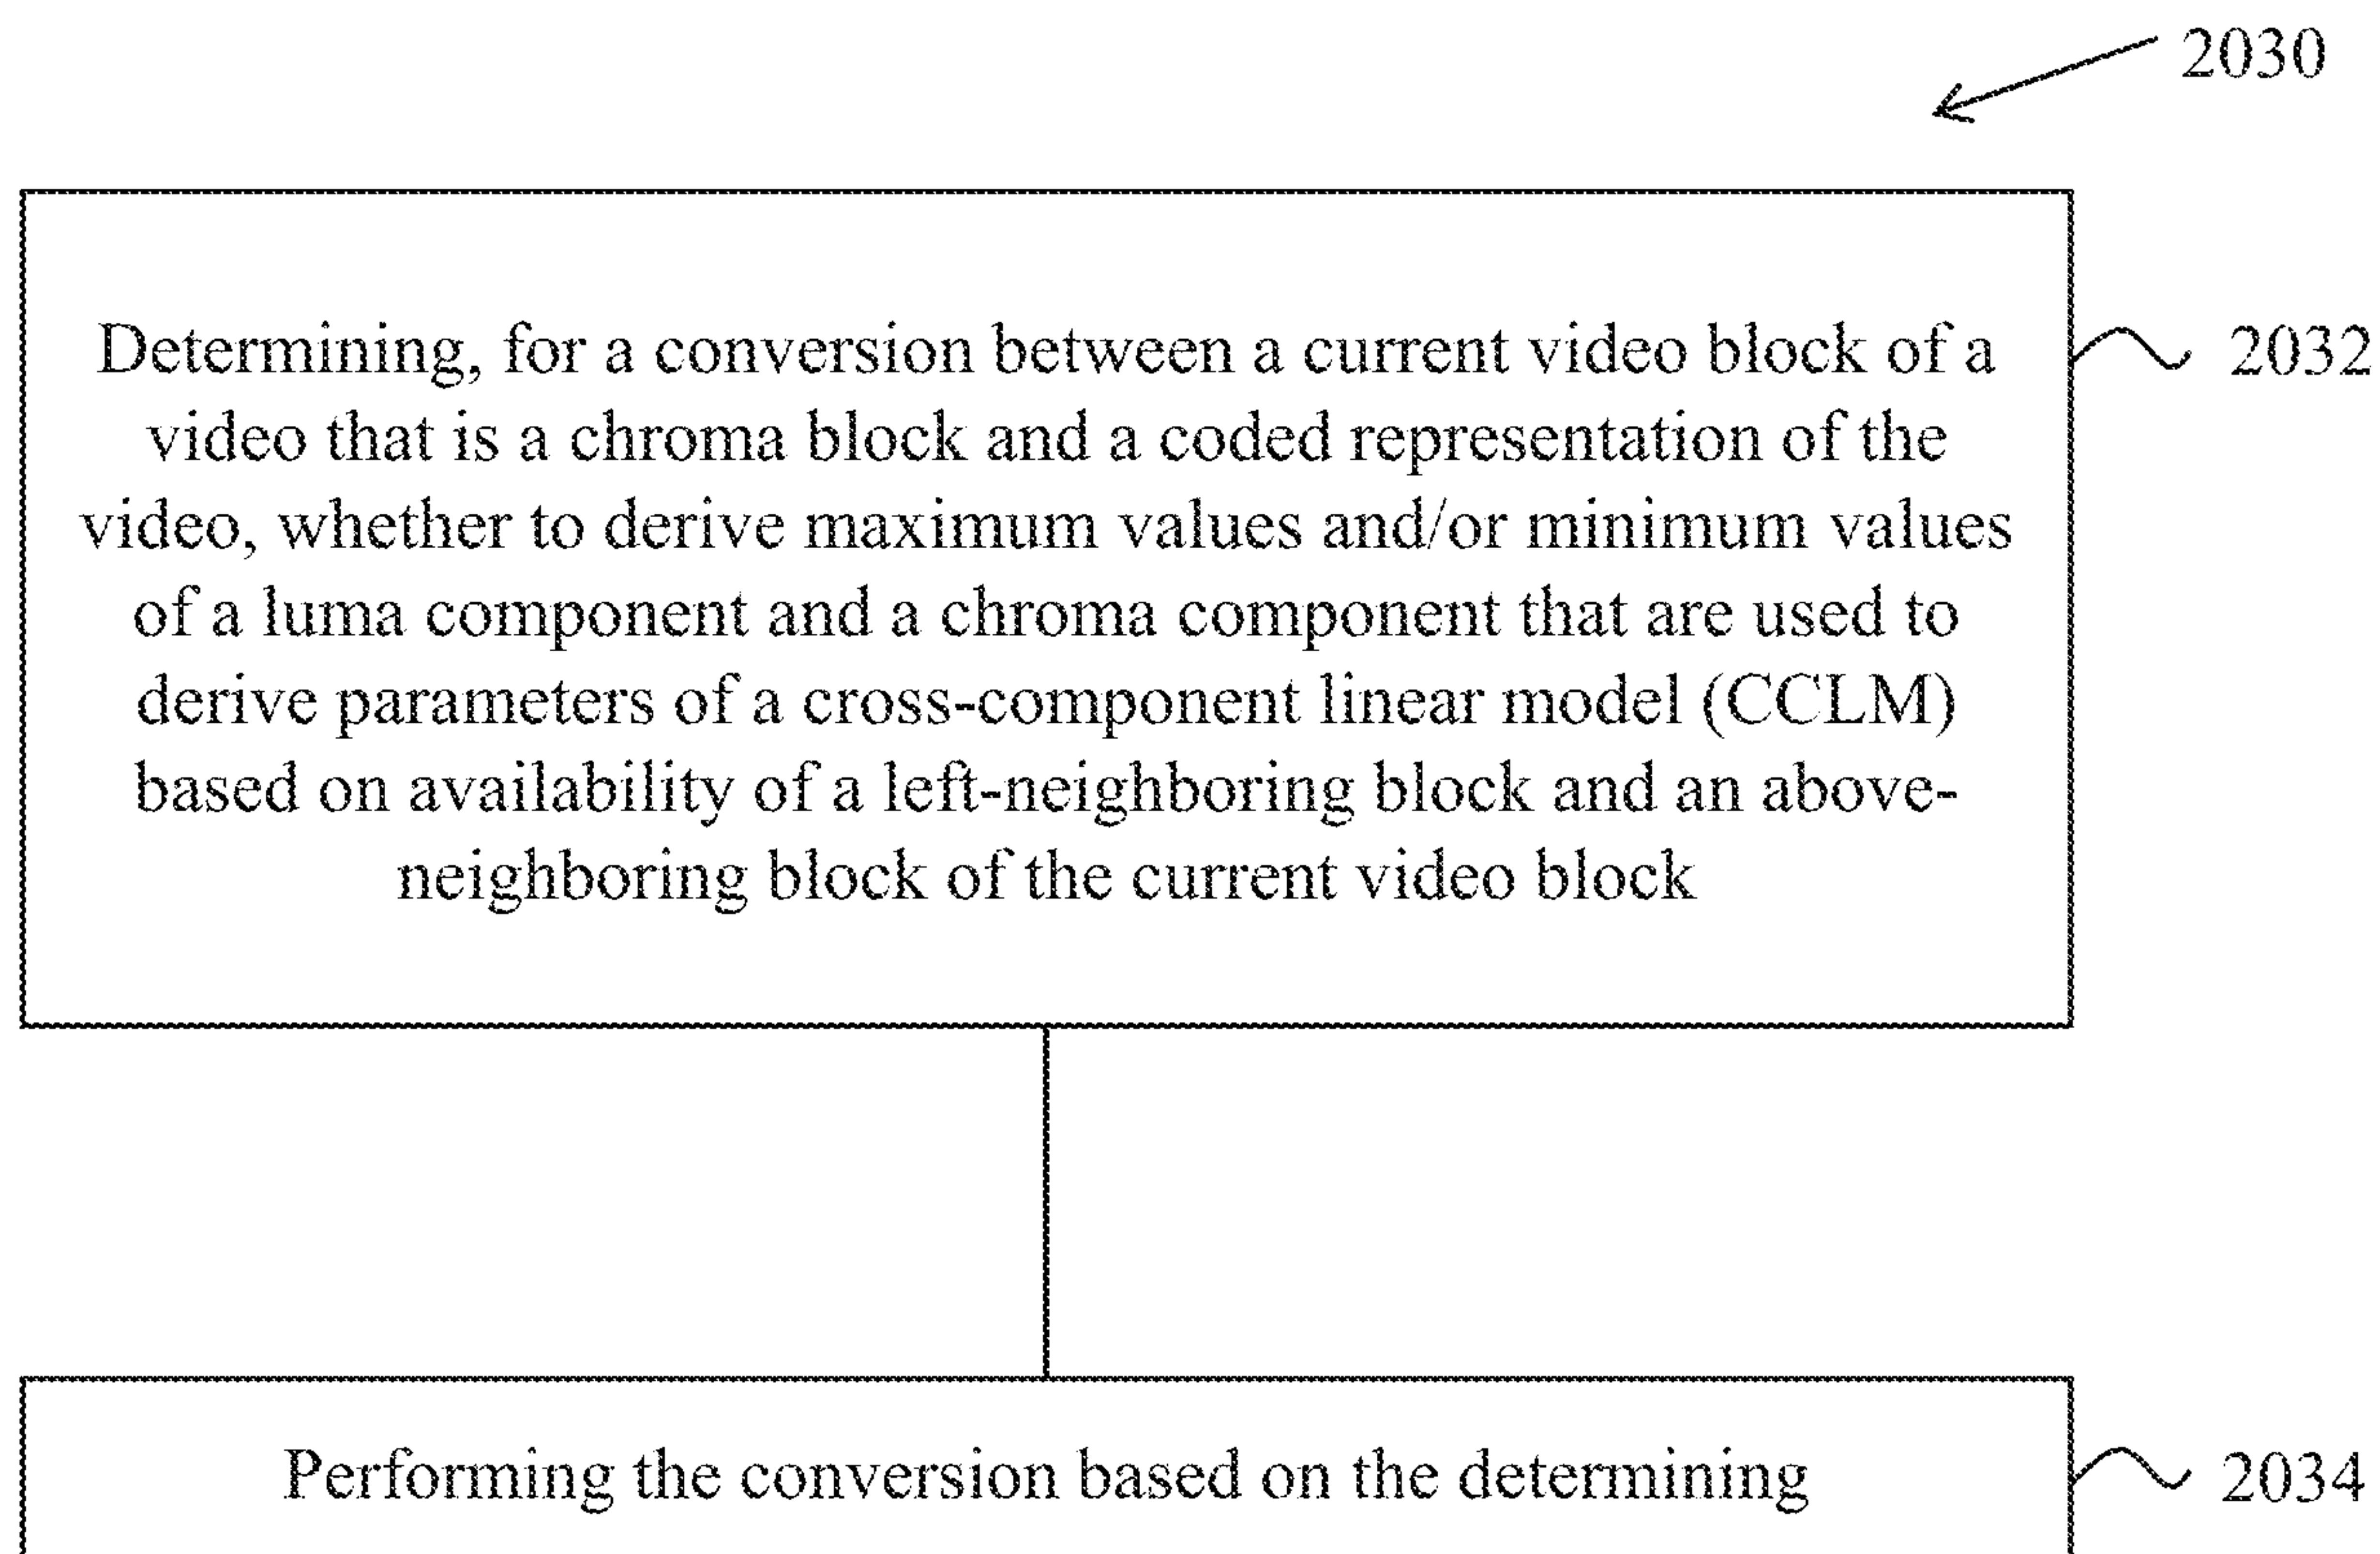 2030
Determining, for a conversion between a current video block of a
video that is a chroma block and a coded representation of the
video, whether to derive maximum values and/or minimum values
of a luma component and a chroma component that are used to
derive parameters of a cross-component linear model (CCLM)
based on availability of a left-neighboring block and an above-
neighboring block of the current video block
2032
Performing the conversion based on the determining
2034